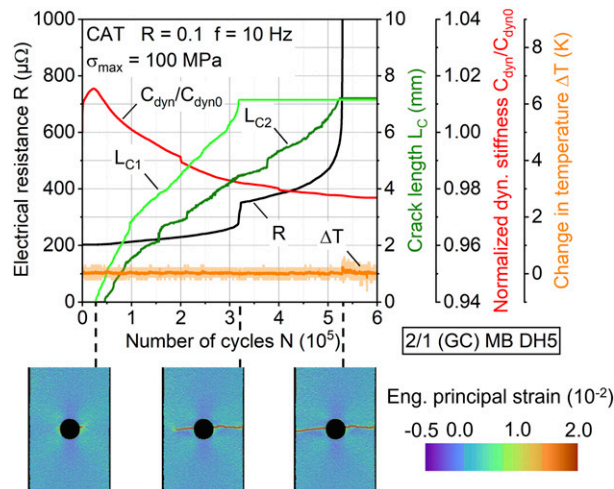 CAT R = 0.1 f = 10 Hz
σmax = 100 MPa
Cdyn/Cdyn0
LC1
LC2
R
ΔT
Electrical resistance R (μΩ)
1000
800
600
400
200
0
0 1 2 3 4 5 6
Number of cycles N (10⁵)
Crack length LC (mm)
10
8
6
4
2
0
Normalized dyn. stiffness Cdyn/Cdyn0
1.04
1.02
1.00
0.98
0.96
0.94
Change in temperature ΔT (K)
8
6
4
2
0
2/1 (GC) MB DH5
Eng. principal strain (10⁻²)
-0.5 0.0 1.0 2.0